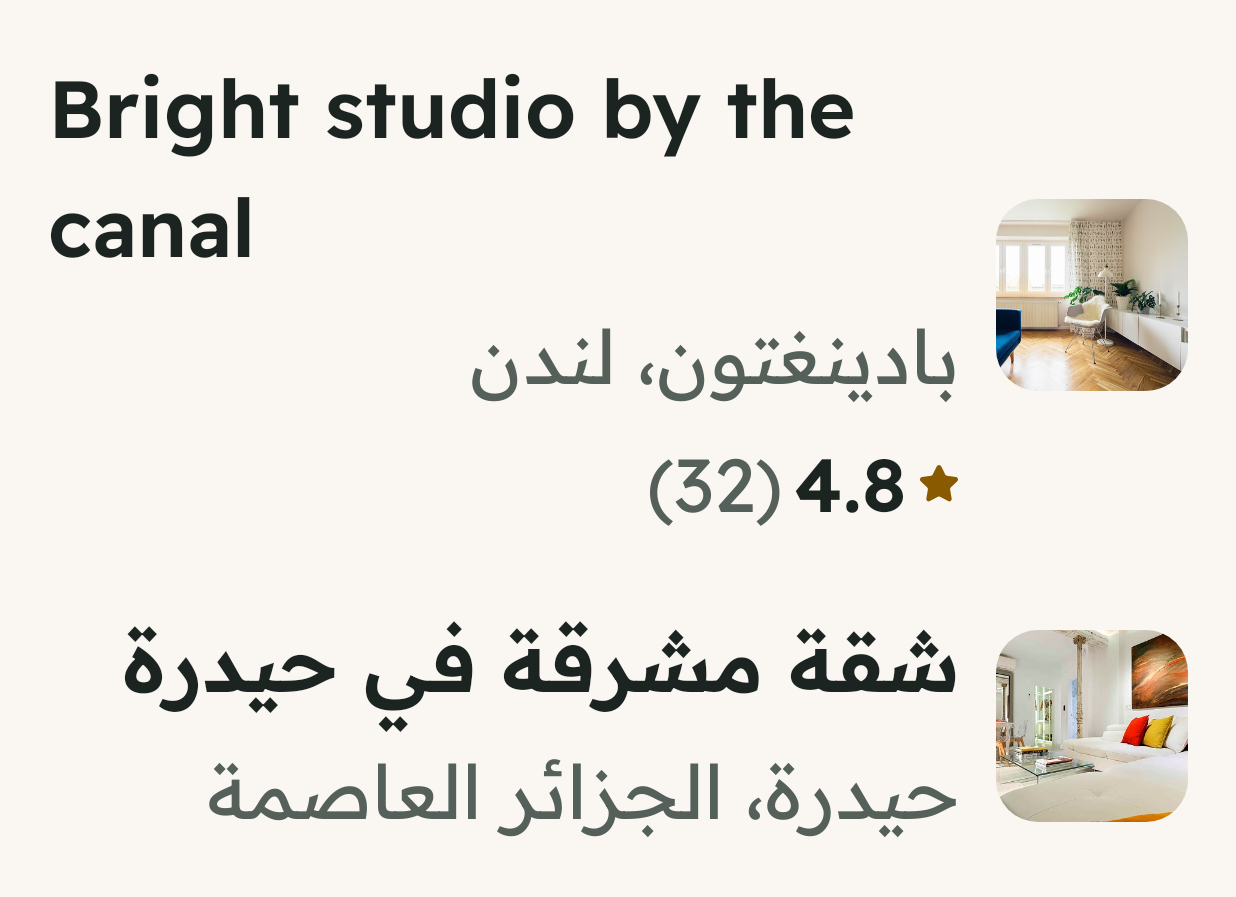 Bright studio by the
canal
بادينغتون، لندن
4.8 (32)
شقة مشرقة في حيدرة
حيدرة، الجزائر العاصمة